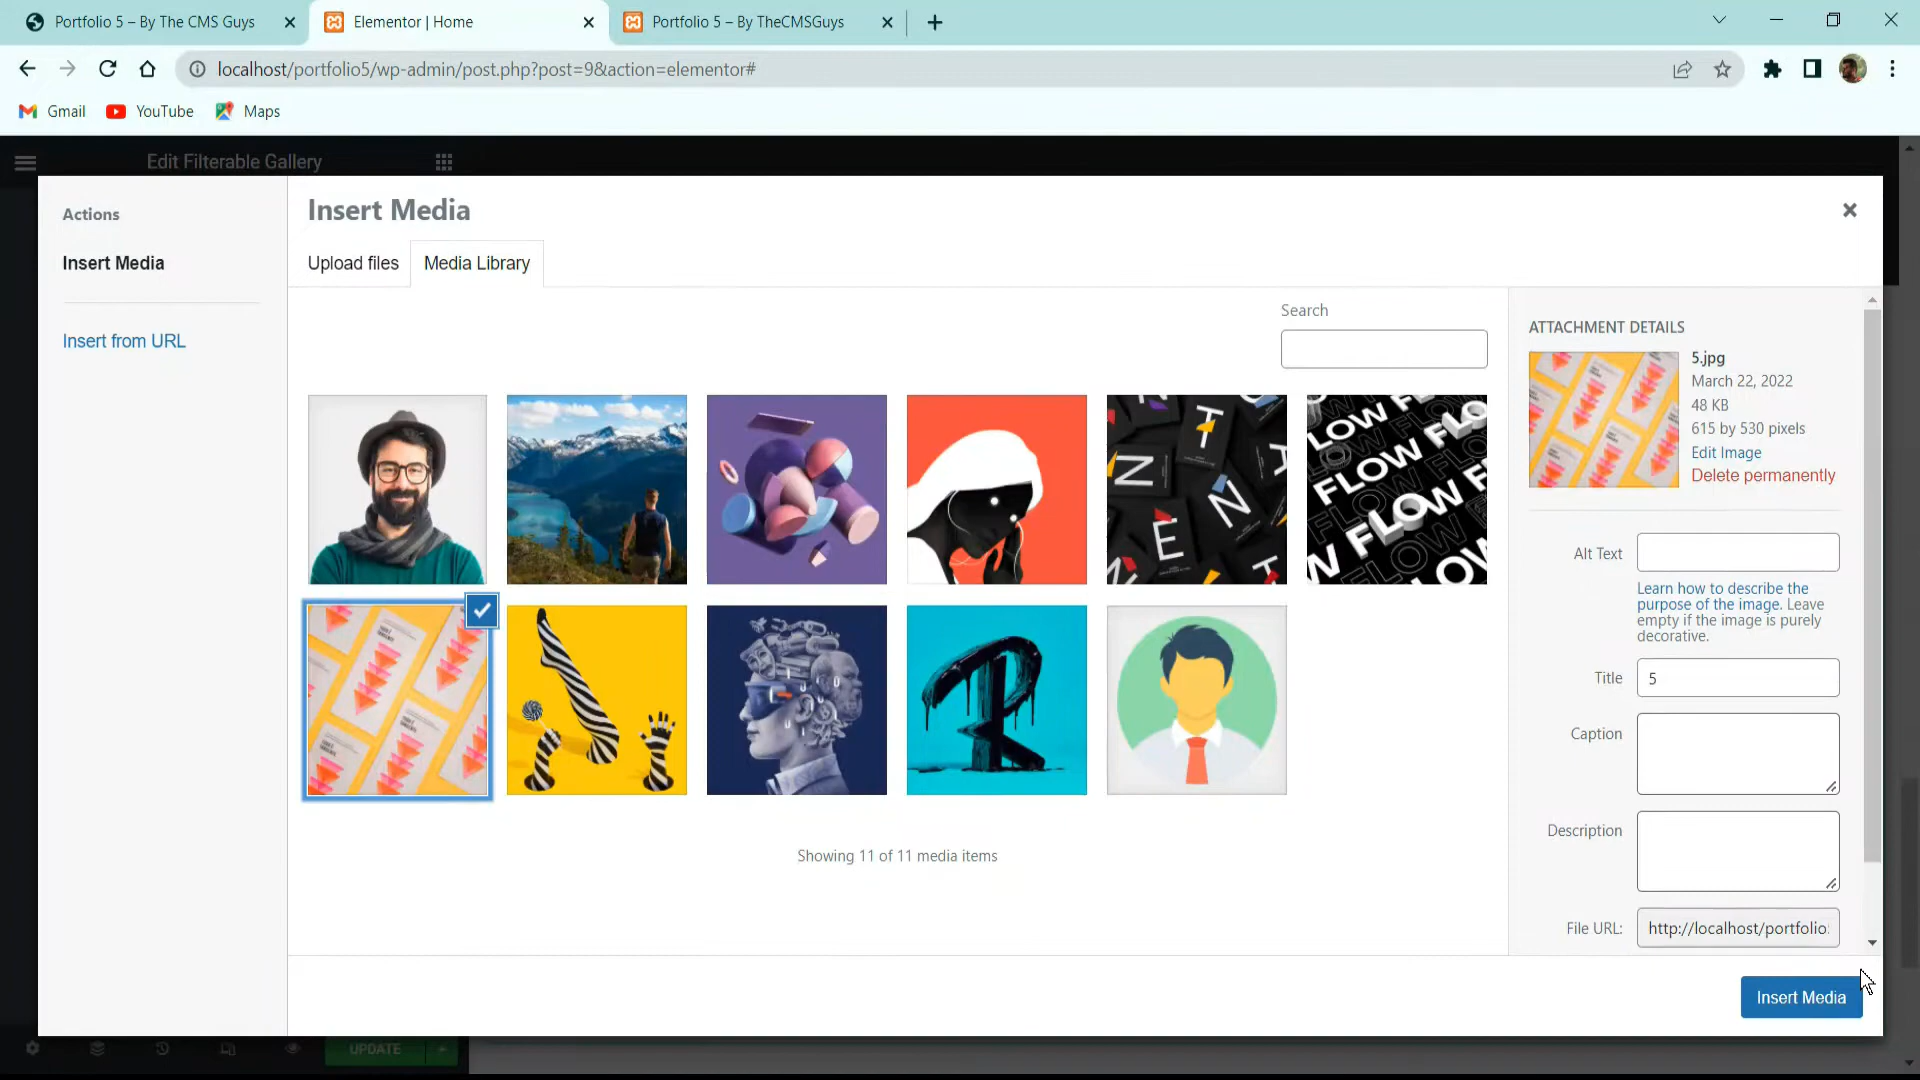 Portfolio 5 – By The CMS Guys
Elementor | Home
Portfolio 5 – By TheCMSGuys
localhost/portfolio5/wp-admin/post.php?post=9&action=elementor#
Gmail
YouTube
Maps
Edit Filterable Gallery
Actions
Insert Media
Insert from URL
Insert Media
Upload files
Media Library
Search
FLOW
FLOW
FLOW
Showing 11 of 11 media items
ATTACHMENT DETAILS
5.jpg
March 22, 2022
48 KB
615 by 530 pixels
Edit Image
Delete permanently
Alt Text
Learn how to describe the
purpose of the image. Leave
empty if the image is purely
decorative.
Title
5
Caption
Description
File URL:
http://localhost/portfolio
Insert Media
UPDATE